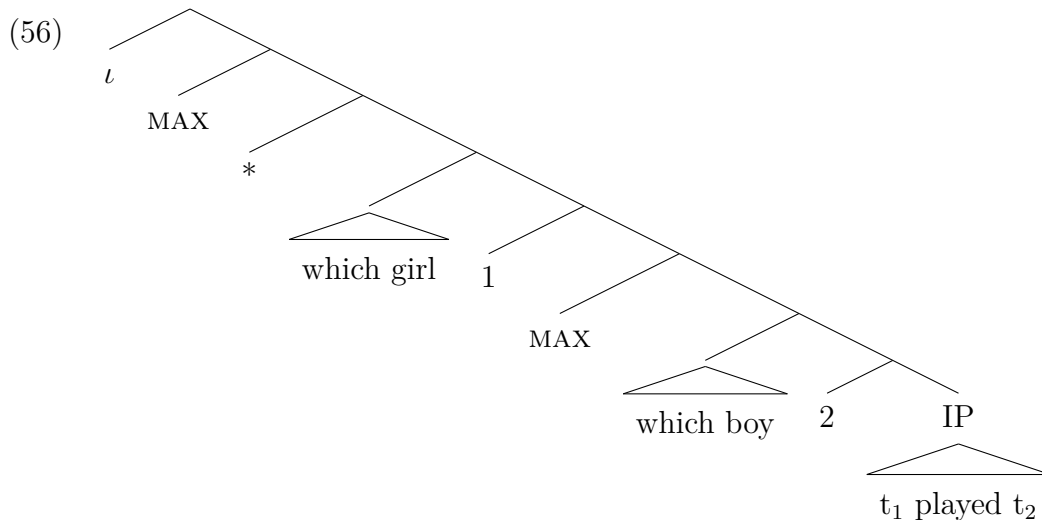 (56)
ι
MAX
*
which girl
1
MAX
which boy
2
IP
t₁ played t₂